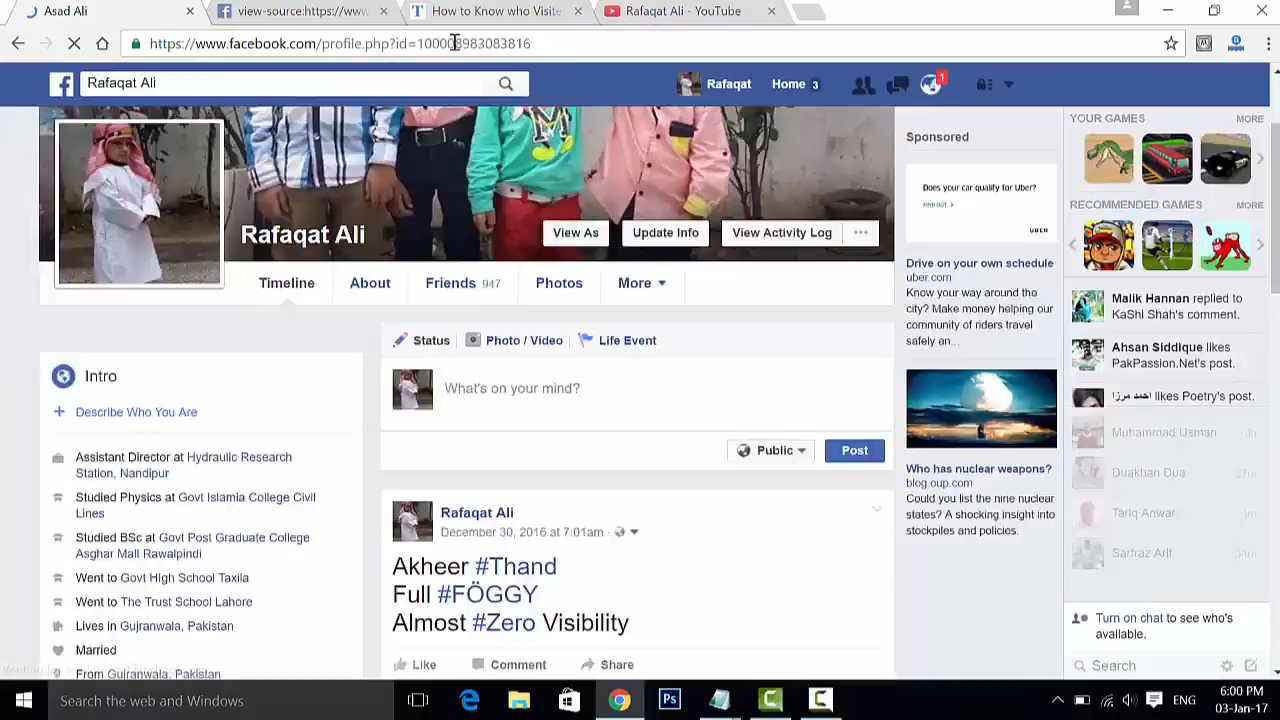 Asad Ali
view-source:https://www.
How to Know who Visite
Rafaqat Ali - YouTube
https://www.facebook.com/profile.php?id=100008983083816
Rafaqat Ali
Rafaqat
Home 3
1
Rafaqat Ali
View As
Update Info
View Activity Log
Timeline
About
Friends 947
Photos
More
Intro
Describe Who You Are
Assistant Director at Hydraulic Research
Station, Nandipur
Studied Physics at Govt Islamia College Civil
Lines
Studied BSc at Govt Post Graduate College
Asghar Mall Rawalpindi
Went to Govt HIgh School Taxila
Went to The Trust School Lahore
Lives in Gujranwala, Pakistan
Married
From Gujranwala, Pakistan
Status
Photo / Video
Life Event
What's on your mind?
Public
Post
Rafaqat Ali
December 30, 2016 at 7:01am
Akheer #Thand
Full #FÖGGY
Almost #Zero Visibility
Like
Comment
Share
Sponsored
Does your car qualify for Uber?
FIND OUT >
UBER
Drive on your own schedule
uber.com
Know your way around the
city? Make money helping our
community of riders travel
safely an...
Who has nuclear weapons?
blog.oup.com
Could you list the nine nuclear
states? A shocking insight into
stockpiles and policies.
YOUR GAMES
MORE
RECOMMENDED GAMES
MORE
Malik Hannan replied to
KaShi Shah's comment.
Ahsan Siddique likes
PakPassion.Net's post.
احمد مرزا likes Poetry's post.
Muhammad Usman 3h
Duakhan Dua 27m
Tariq Anwar
Sarfraz Arif 34m
Turn on chat to see who's
available.
Search
Search the web and Windows
ENG
6:00 PM
03-Jan-17